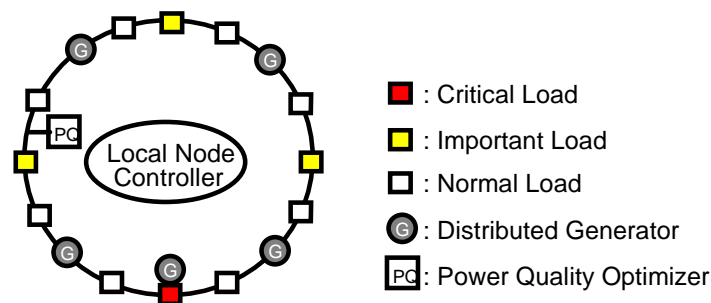 G
G
PQ
Local Node
Controller
G
G
G
: Critical Load
: Important Load
: Normal Load
G : Distributed Generator
PQ : Power Quality Optimizer